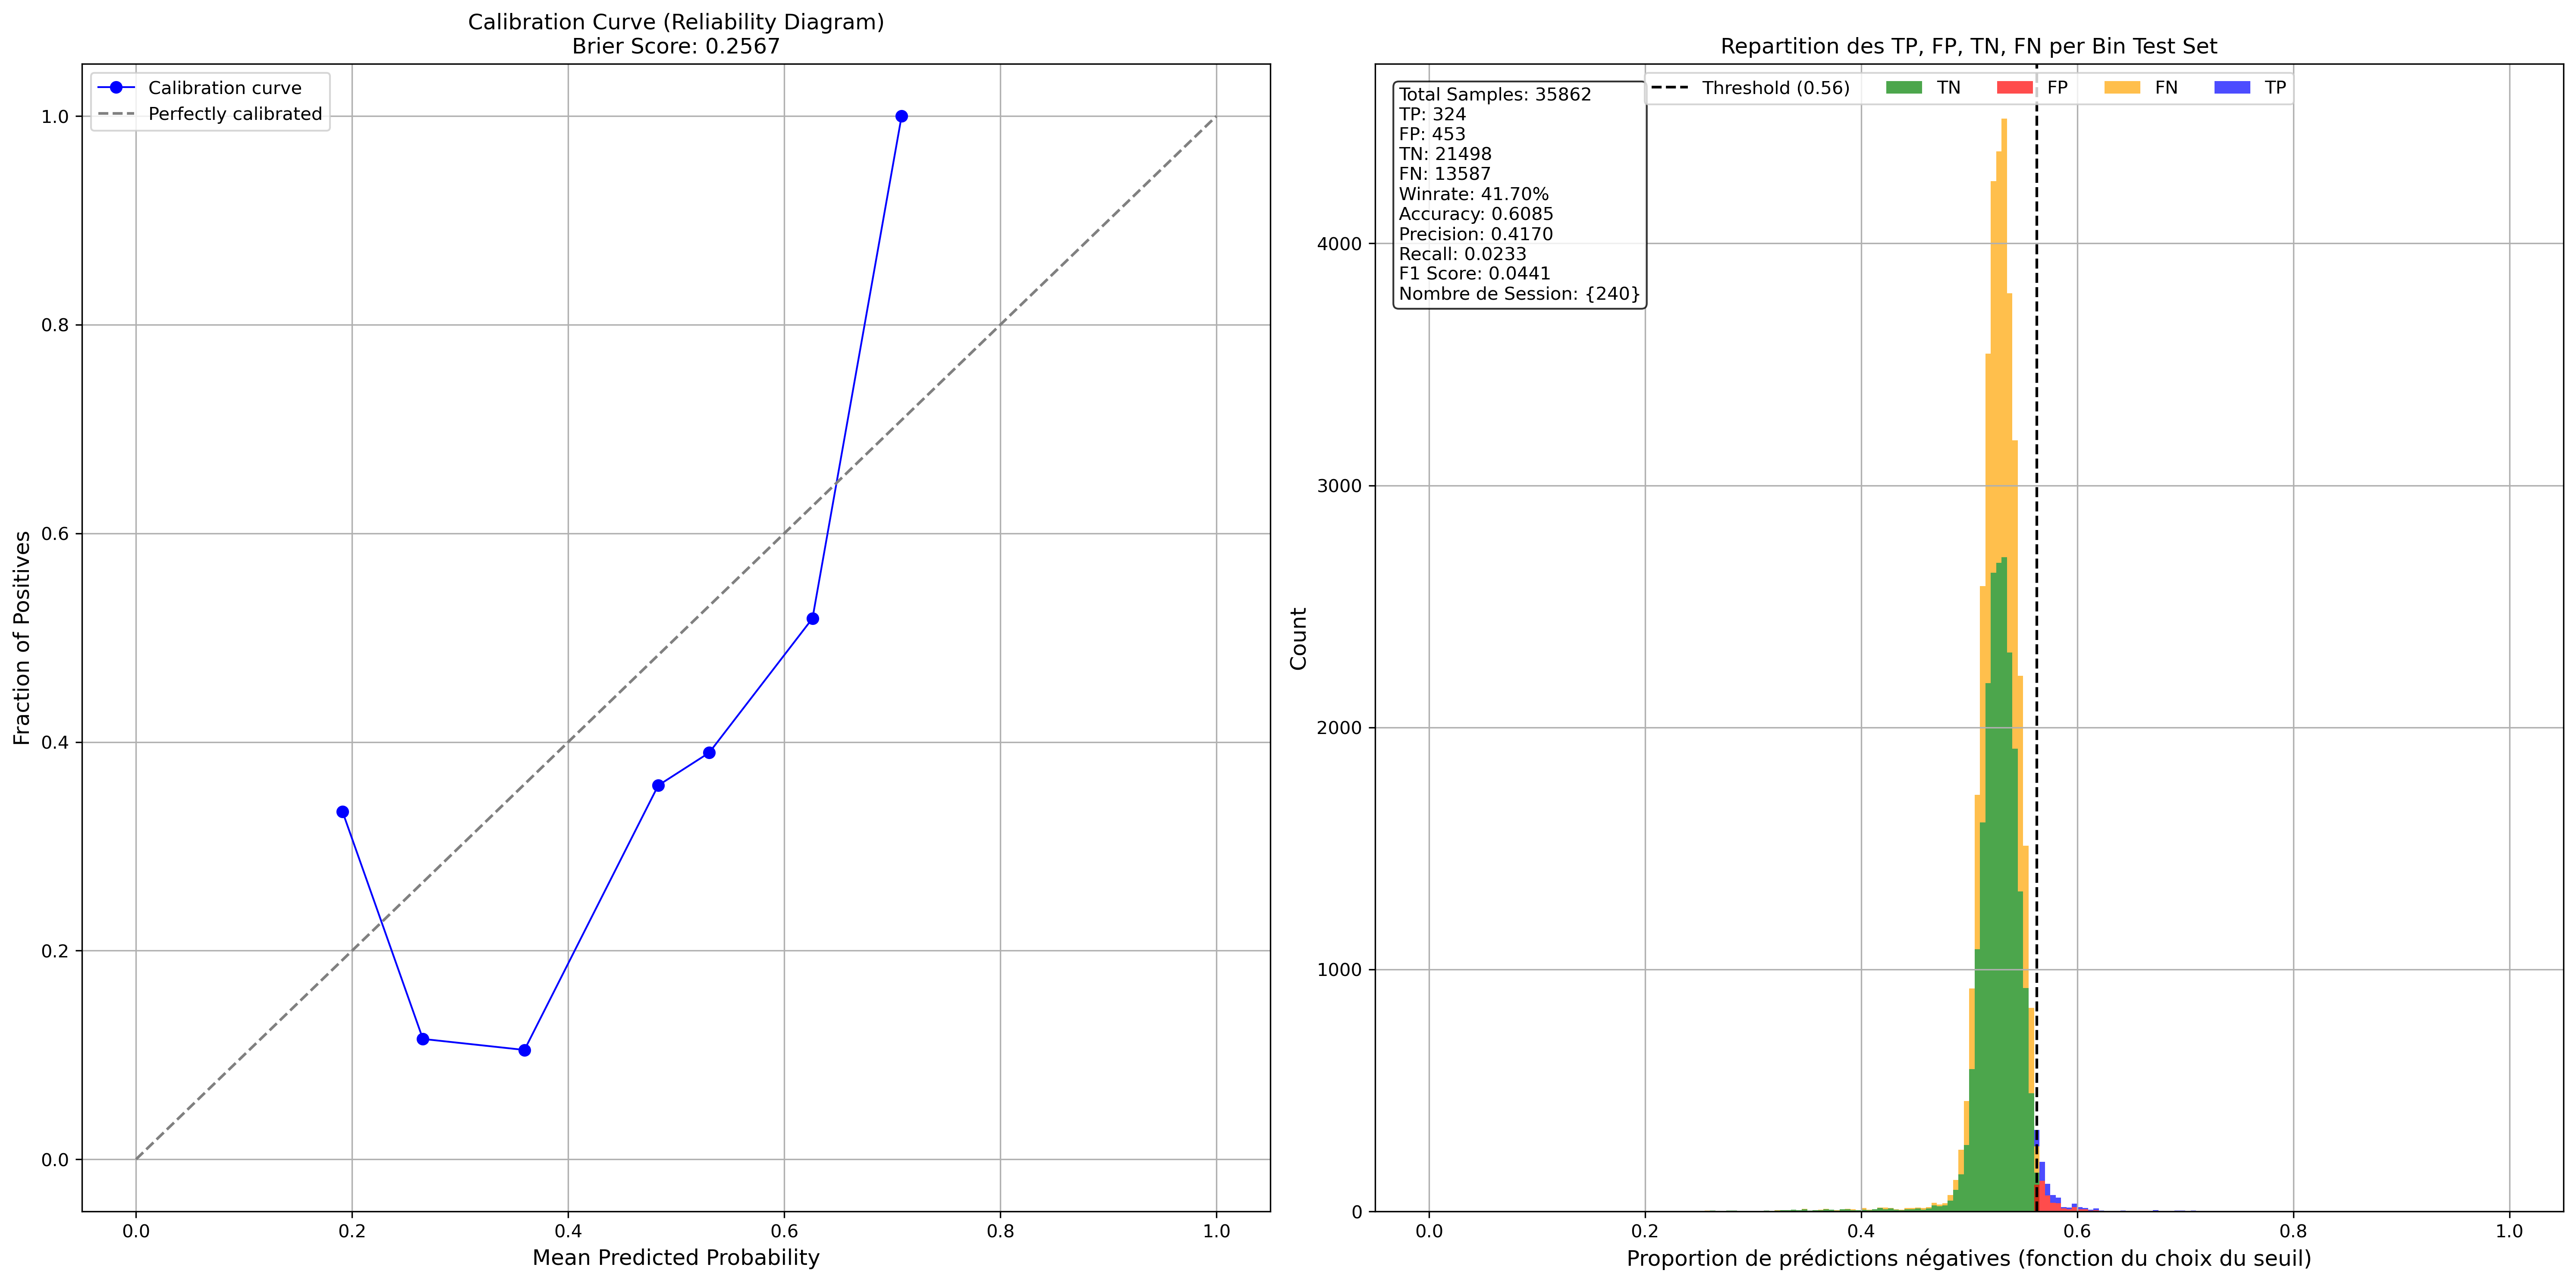 Calibration Curve (Reliability Diagram)
Brier Score: 0.2567
Calibration curve
Perfectly calibrated
Fraction of Positives
1.0
0.8
0.6
0.4
0.2
0.0
0.0 0.2 0.4 0.6 0.8 1.0
Mean Predicted Probability
Repartition des TP, FP, TN, FN per Bin Test Set
Threshold (0.56) TN FP FN TP
Total Samples: 35862
TP: 324
FP: 453
TN: 21498
FN: 13587
Winrate: 41.70%
Accuracy: 0.6085
Precision: 0.4170
Recall: 0.0233
F1 Score: 0.0441
Nombre de Session: {240}
Count
4000
3000
2000
1000
0
0.0 0.2 0.4 0.6 0.8 1.0
Proportion de prédictions négatives (fonction du choix du seuil)